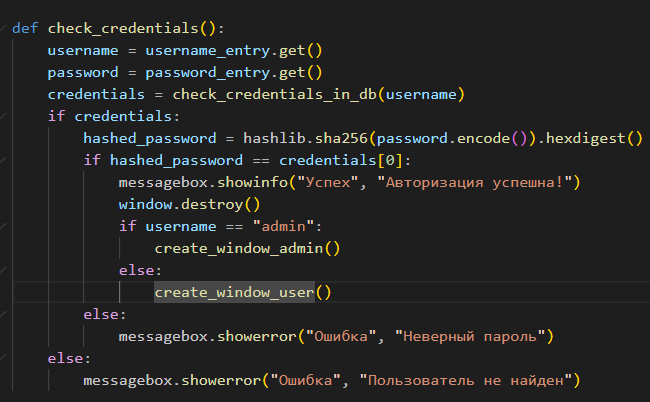 def check_credentials():
    username = username_entry.get()
    password = password_entry.get()
    credentials = check_credentials_in_db(username)
    if credentials:
        hashed_password = hashlib.sha256(password.encode()).hexdigest()
        if hashed_password == credentials[0]:
            messagebox.showinfo("Успех", "Авторизация успешна!")
            window.destroy()
            if username == "admin":
                create_window_admin()
            else:
                create_window_user()
        else:
            messagebox.showerror("Ошибка", "Неверный пароль")
    else:
        messagebox.showerror("Ошибка", "Пользователь не найден")